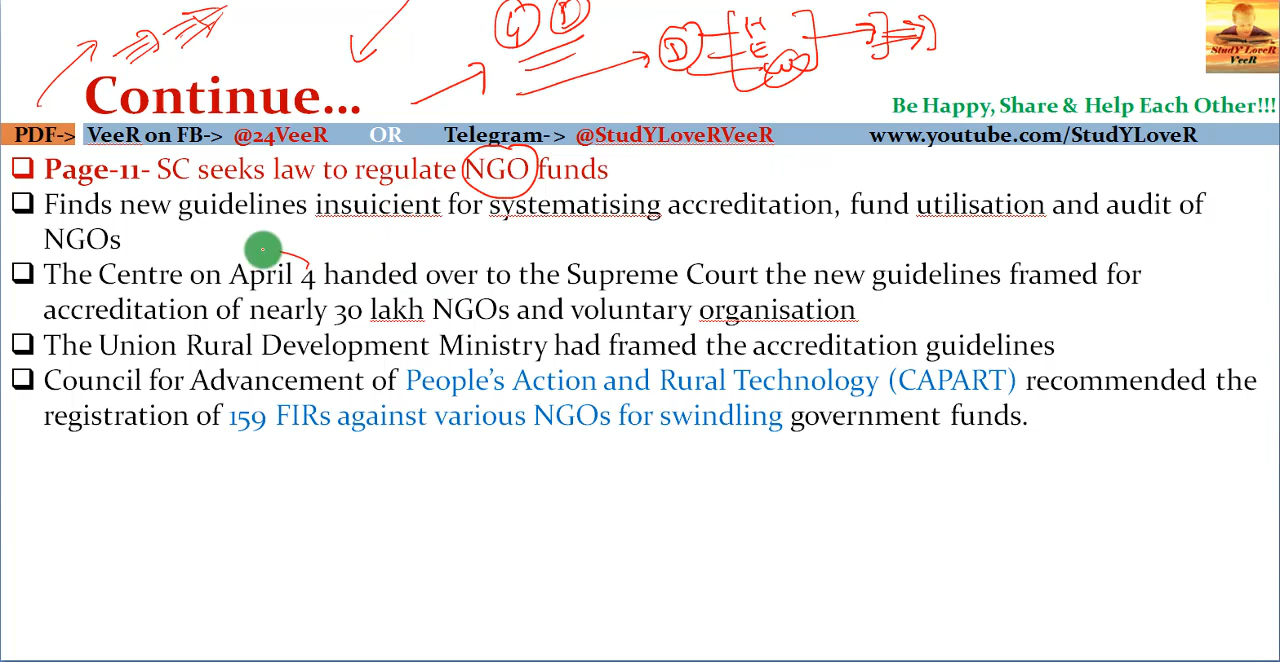 G D
D H
E
StudY LoveR
VeeR
Continue...
Be Happy, Share & Help Each Other!!!
PDF-> VeeR on FB-> @24VeeR OR Telegram-> @StudYLoveRVeeR www.youtube.com/StudYLoveR
Page-11- SC seeks law to regulate NGO funds
Finds new guidelines insuicient for systematising accreditation, fund utilisation and audit of
NGOs
The Centre on April 4 handed over to the Supreme Court the new guidelines framed for
accreditation of nearly 30 lakh NGOs and voluntary organisation
The Union Rural Development Ministry had framed the accreditation guidelines
Council for Advancement of People's Action and Rural Technology (CAPART) recommended the
registration of 159 FIRs against various NGOs for swindling government funds.